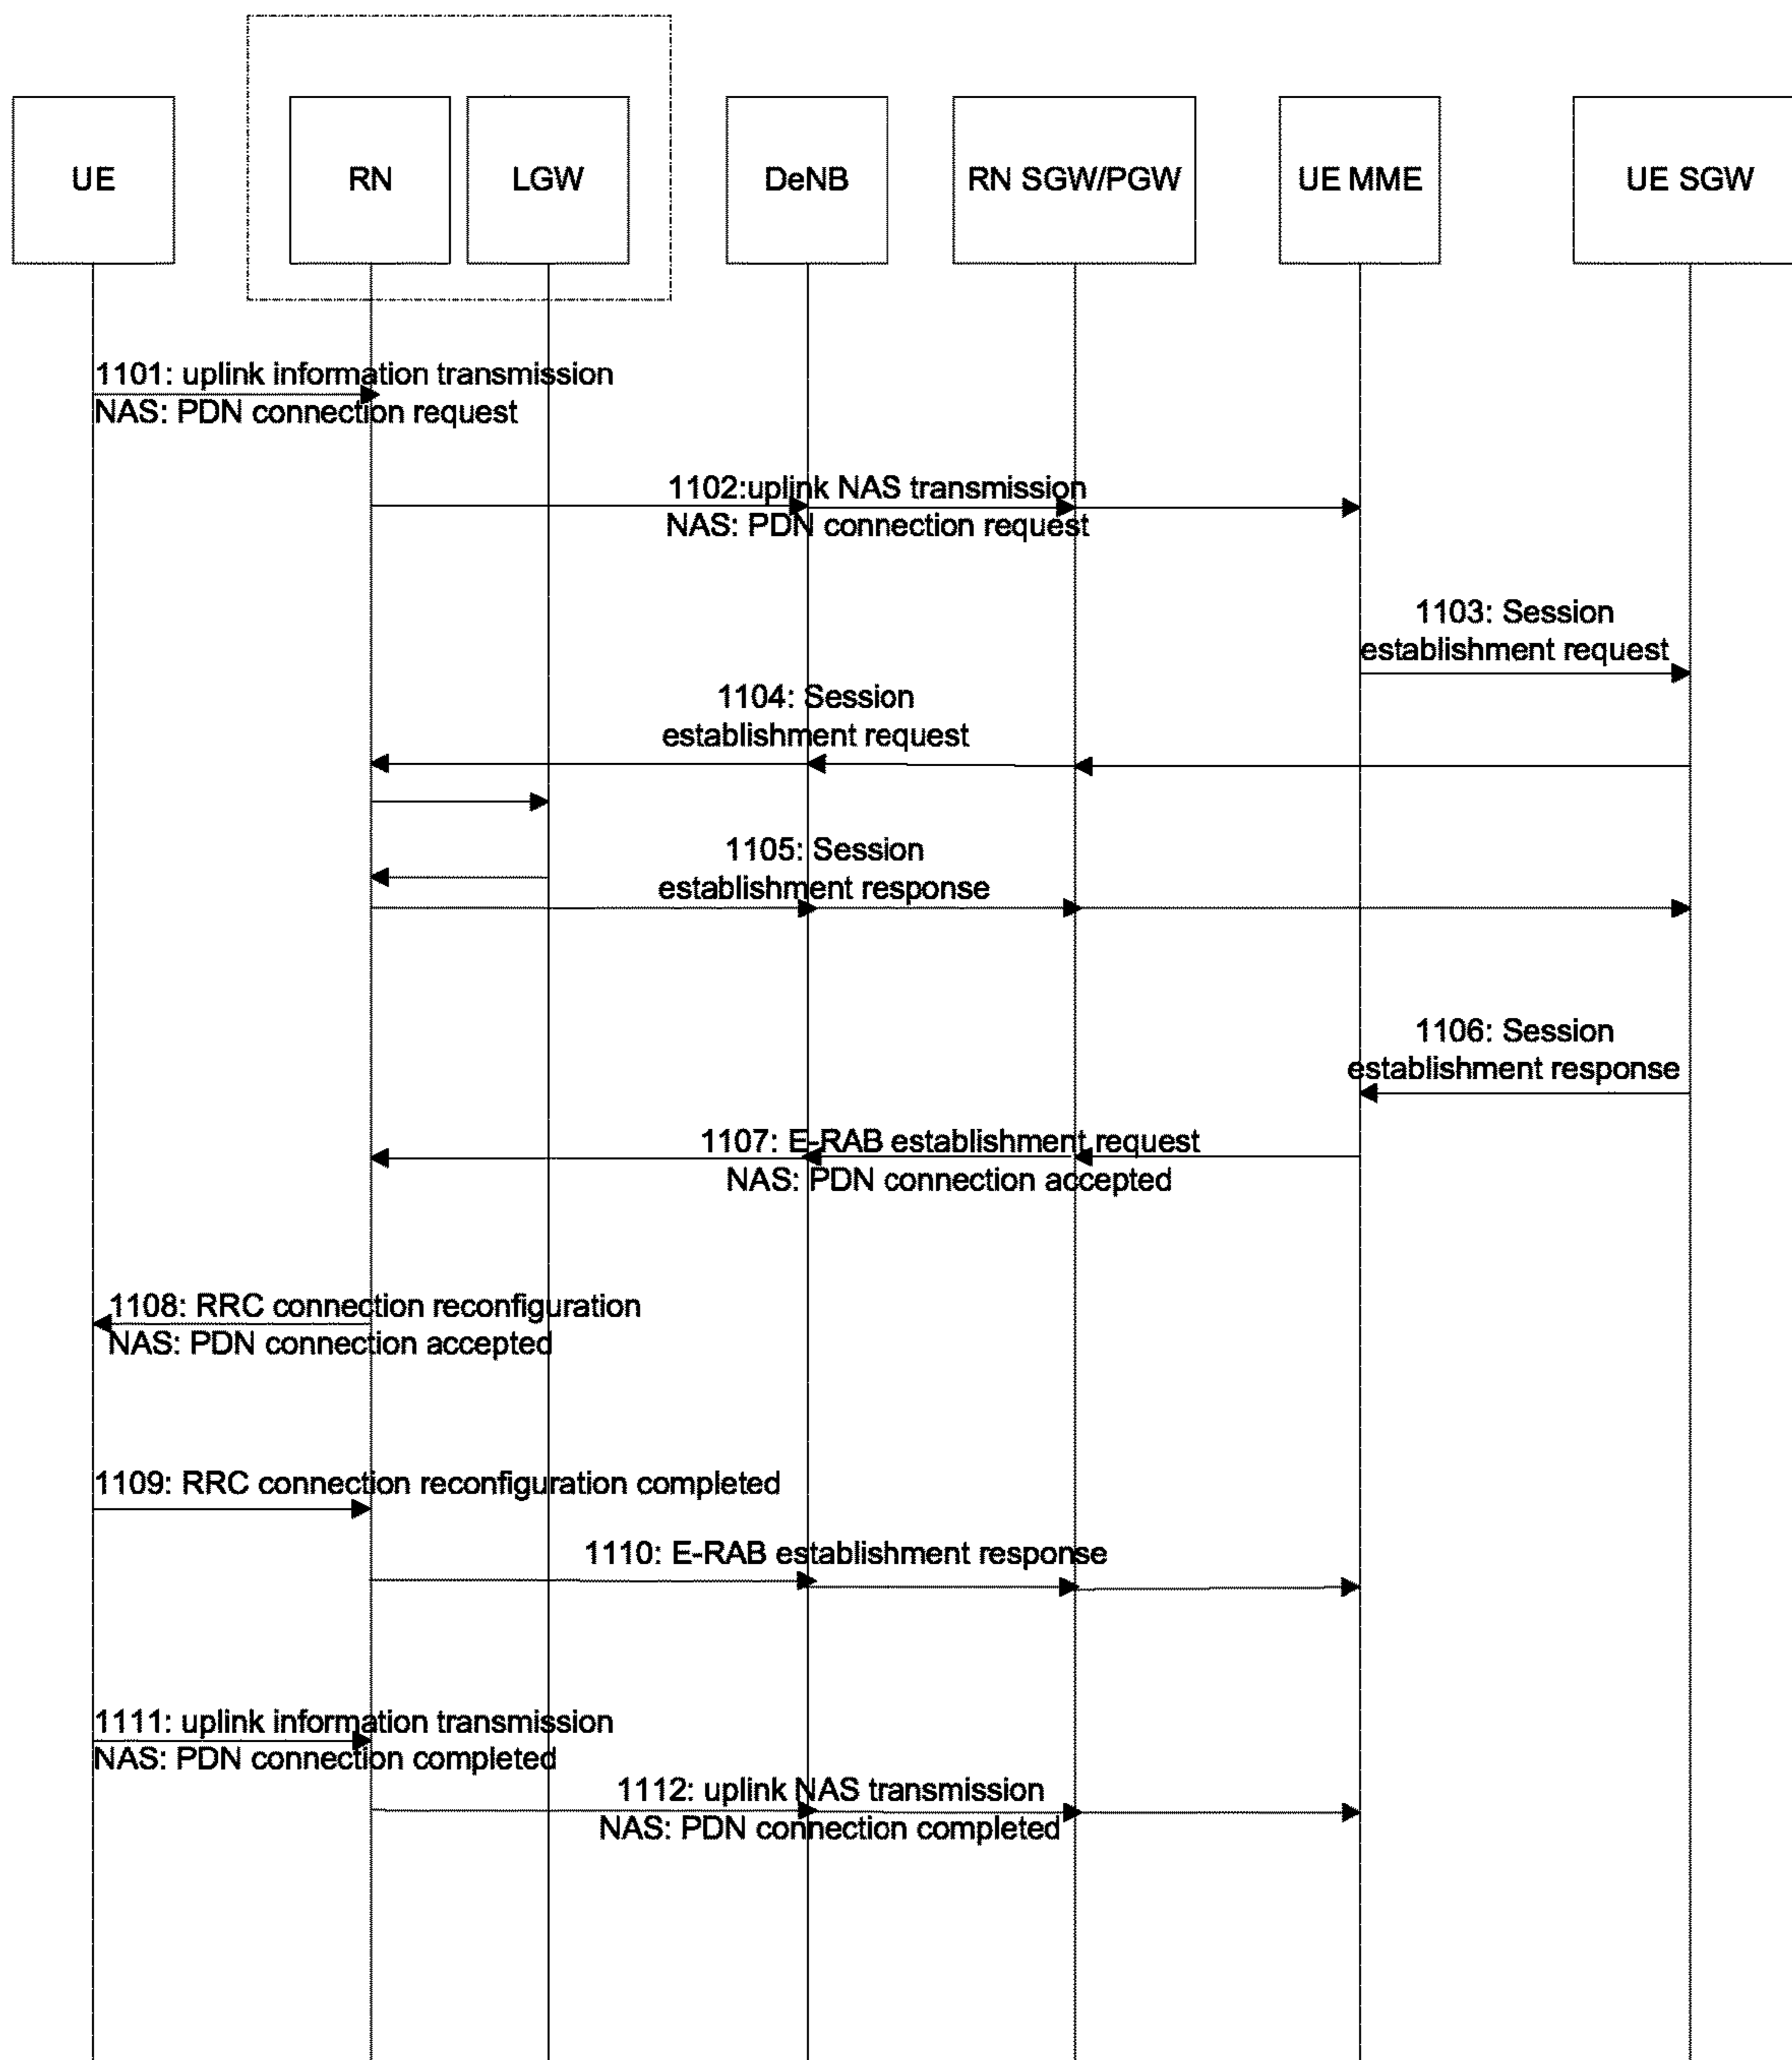 UE
RN
LGW
DeNB
RN SGW/PGW
UE MME
UE SGW
1101: uplink information transmission
NAS: PDN connection request
1102:uplink NAS transmission
NAS: PDN connection request
1103: Session
establishment request
1104: Session
establishment request
1105: Session
establishment response
1106: Session
establishment response
1107: E-RAB establishment request
NAS: PDN connection accepted
1108: RRC connection reconfiguration
NAS: PDN connection accepted
1109: RRC connection reconfiguration completed
1110: E-RAB establishment response
1111: uplink information transmission
NAS: PDN connection completed
1112: uplink NAS transmission
NAS: PDN connection completed